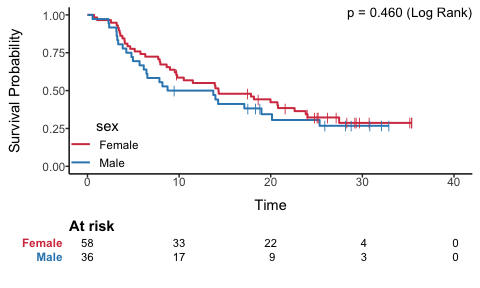 p = 0.460 (Log Rank)
1.00
0.75
0.50
0.25
0.00
Survival Probability
sex
Female
Male
0 10 20 30 40
Time
At risk
Female 58 33 22 4 0
Male 36 17 9 3 0